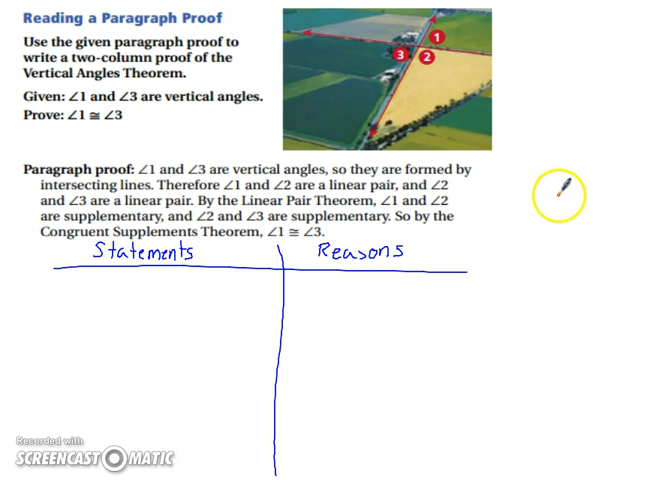 Reading a Paragraph Proof
Use the given paragraph proof to
write a two-column proof of the
Vertical Angles Theorem.
Given: ∠1 and ∠3 are vertical angles.
Prove: ∠1 ≅ ∠3
1
3
2
Paragraph proof: ∠1 and ∠3 are vertical angles, so they are formed by
intersecting lines. Therefore ∠1 and ∠2 are a linear pair, and ∠2
and ∠3 are a linear pair. By the Linear Pair Theorem, ∠1 and ∠2
are supplementary, and ∠2 and ∠3 are supplementary. So by the
Congruent Supplements Theorem, ∠1 ≅ ∠3.
Statements Reasons
Recorded with
SCREENCAST O MATIC